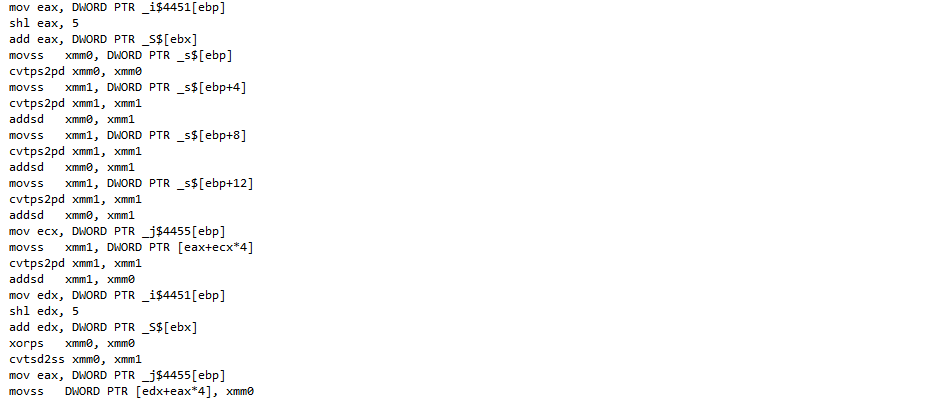 mov eax, DWORD PTR _i$4451[ebp]
shl eax, 5
add eax, DWORD PTR _S$[ebx]
movss xmm0, DWORD PTR _s$[ebp]
cvtps2pd xmm0, xmm0
movss xmm1, DWORD PTR _s$[ebp+4]
cvtps2pd xmm1, xmm1
addsd xmm0, xmm1
movss xmm1, DWORD PTR _s$[ebp+8]
cvtps2pd xmm1, xmm1
addsd xmm0, xmm1
movss xmm1, DWORD PTR _s$[ebp+12]
cvtps2pd xmm1, xmm1
addsd xmm0, xmm1
mov ecx, DWORD PTR _j$4455[ebp]
movss xmm1, DWORD PTR [eax+ecx*4]
cvtps2pd xmm1, xmm1
addsd xmm1, xmm0
mov edx, DWORD PTR _i$4451[ebp]
shl edx, 5
add edx, DWORD PTR _S$[ebx]
xorps xmm0, xmm0
cvtsd2ss xmm0, xmm1
mov eax, DWORD PTR _j$4455[ebp]
movss DWORD PTR [edx+eax*4], xmm0